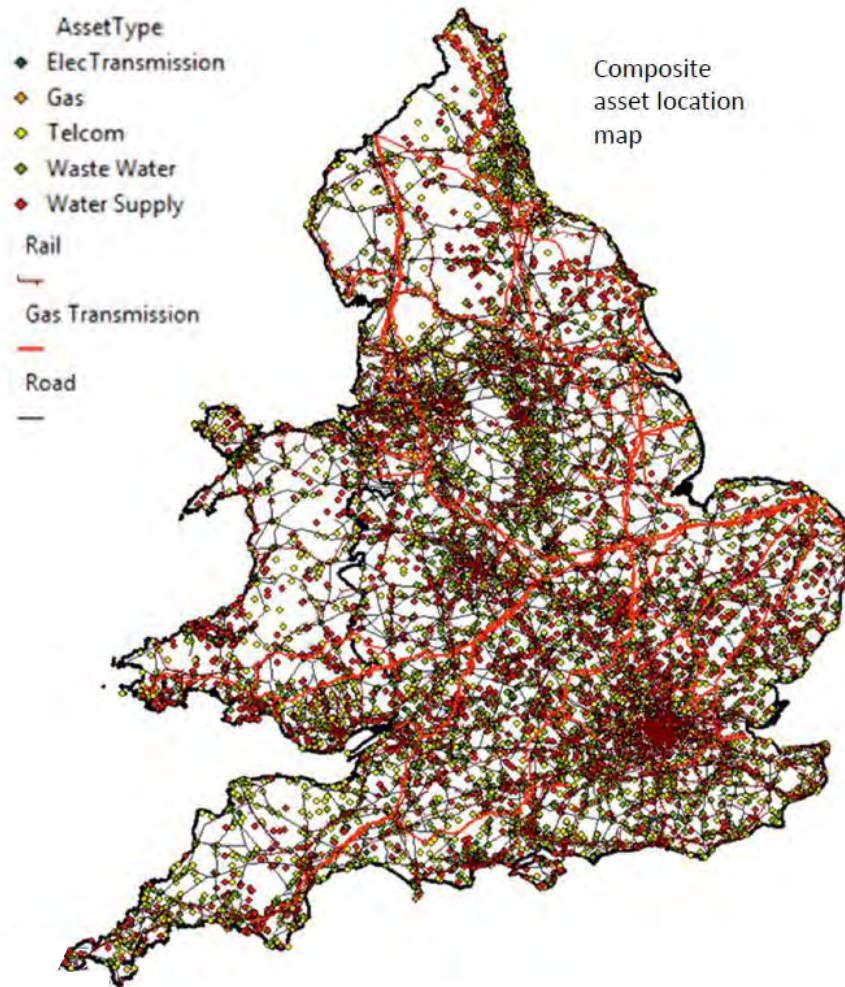 AssetType
ElecTransmission
Gas
Telcom
Waste Water
Water Supply
Rail
Gas Transmission
Road
Composite
asset location
map